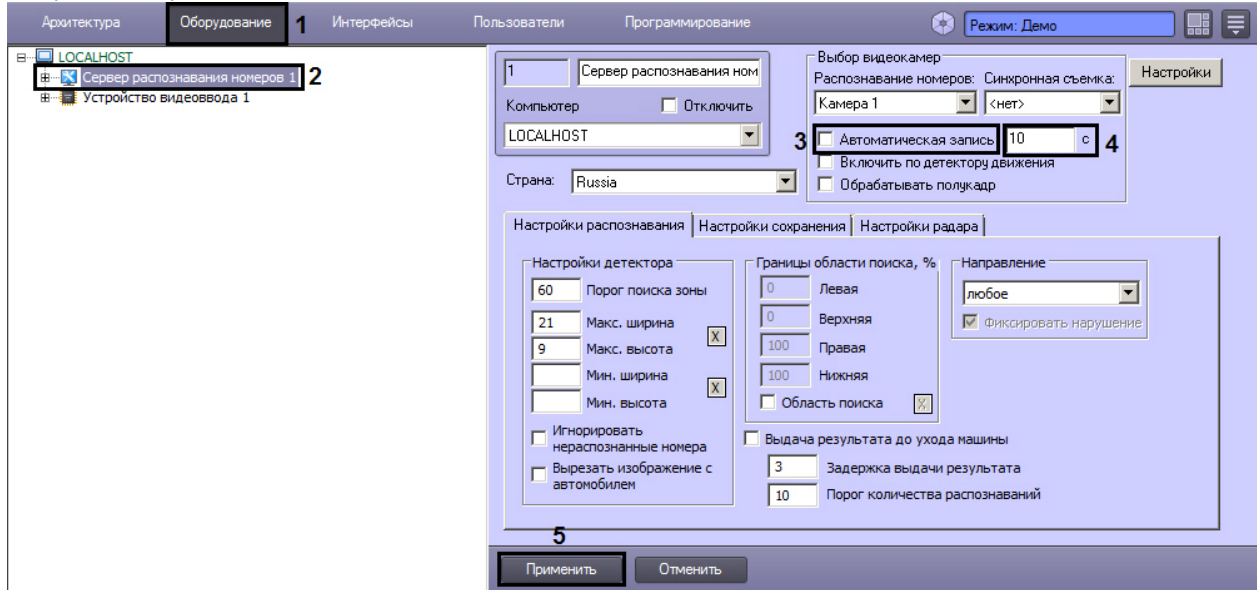 Архитектура Оборудование 1 Интерфейсы Пользователи Программирование Режим: Демо
LOCALHOST
Сервер распознавания номеров 1 2
Устройство видеоввода 1
1 Сервер распознавания ном
Компьютер Отключить
LOCALHOST
Страна: Russia
Выбор видеокамер
Распознавание номеров: Синхронная съемка:
Камера 1 <нет>
3 Автоматическая запись 10 с 4
Включить по детектору движения
Обрабатывать полукадр
Настройки
Настройки распознавания Настройки сохранения Настройки радара
Настройки детектора
60 Порог поиска зоны
21 Макс. ширина
9 Макс. высота
X
Мин. ширина
Мин. высота
X
Игнорировать
нераспознанные номера
Вырезать изображение с
автомобилем
Границы области поиска, %
0 Левая
0 Верхняя
100 Правая
100 Нижняя
Область поиска X
Направление
любое
Фиксировать нарушение
Выдача результата до ухода машины
3 Задержка выдачи результата
10 Порог количества распознаваний
5
Применить Отменить